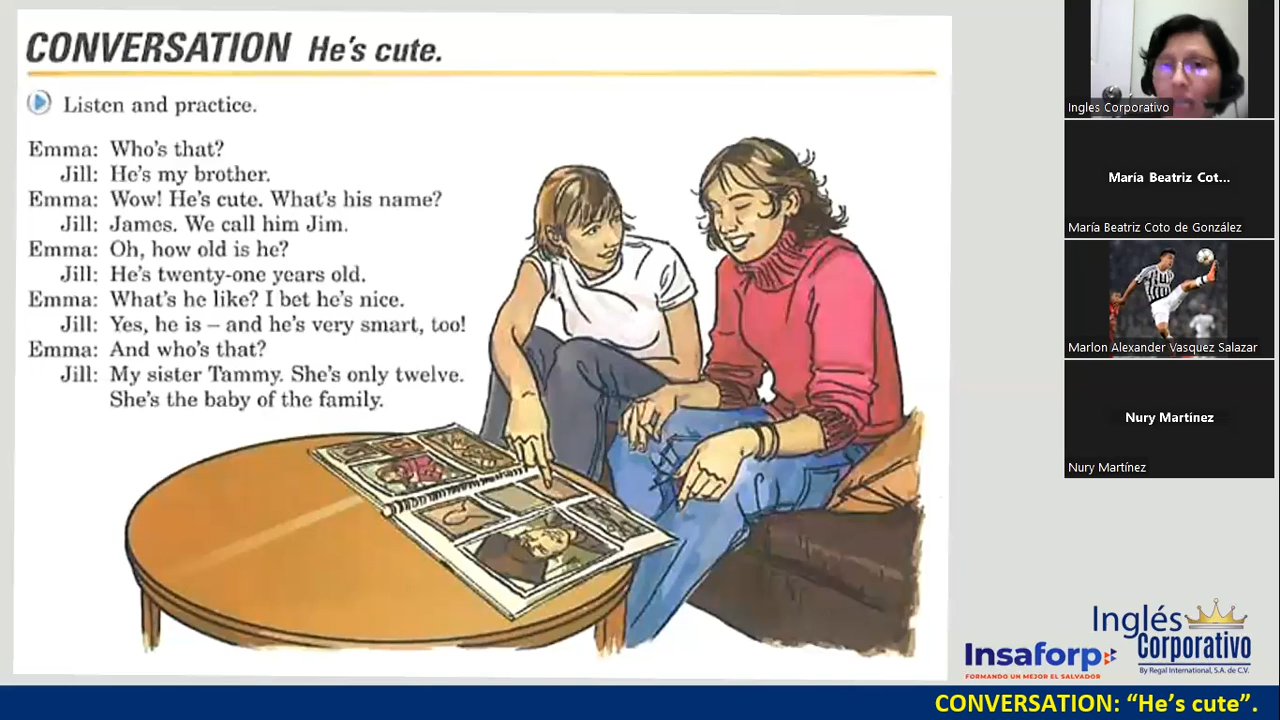 CONVERSATION He's cute.
Listen and practice.
Emma: Who's that?
Jill: He's my brother.
Emma: Wow! He's cute. What's his name?
Jill: James. We call him Jim.
Emma: Oh, how old is he?
Jill: He's twenty-one years old.
Emma: What's he like? I bet he's nice.
Jill: Yes, he is – and he's very smart, too!
Emma: And who's that?
Jill: My sister Tammy. She's only twelve.
She's the baby of the family.
Ingles Corporativo
María Beatriz Cot...
María Beatriz Coto de González
Marlon Alexander Vasquez Salazar
Nury Martínez
Nury Martínez
Insaforp
FORMANDO UN MEJOR EL SALVADOR
Inglés
Corporativo
By Regal International, S.A. de C.V.
CONVERSATION: “He’s cute”.